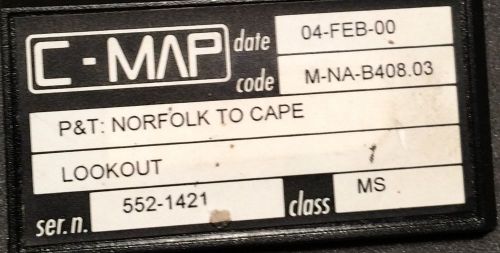 C-MAP date 04-FEB-00
code M-NA-B408.03
P&T: NORFOLK TO CAPE
LOOKOUT
ser.n. 552-1421 class MS